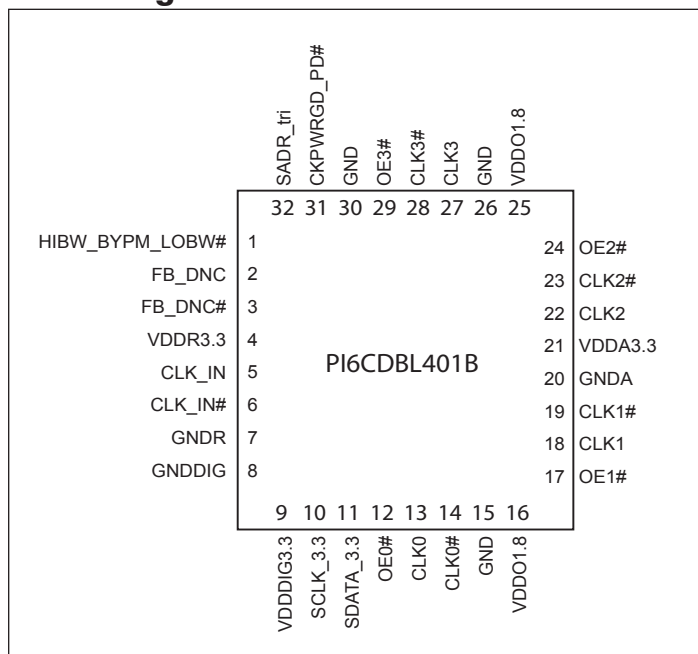 SADR_tri
CKPWRGD_PD#
GND
OE3#
CLK3#
CLK3
GND
VDDO1.8
32 31 30 29 28 27 26 25
HIBW_BYPM_LOBW# 1
FB_DNC 2
FB_DNC# 3
VDDR3.3 4
CLK_IN 5
CLK_IN# 6
GNDR 7
GNDDIG 8
PI6CDBL401B
24 OE2#
23 CLK2#
22 CLK2
21 VDDA3.3
20 GNDA
19 CLK1#
18 CLK1
17 OE1#
9 10 11 12 13 14 15 16
VDDDIG3.3
SCLK_3.3
SDATA_3.3
OE0#
CLK0
CLK0#
GND
VDDO1.8